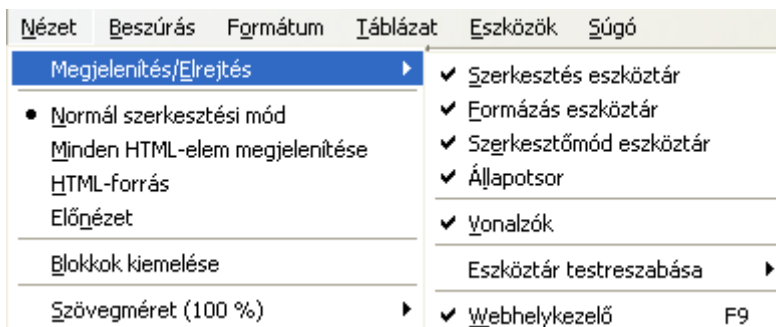 Nézet Beszúrás Formátum Táblázat Eszközök Súgó
Megjelenítés/Elrejtés
Normál szerkesztési mód
Minden HTML-elem megjelenítése
HTML-forrás
Előnézet
Blokkok kiemelése
Szövegméret (100 %)
Szerkesztés eszköztár
Formázás eszköztár
Szerkesztőmód eszköztár
Állapotsor
Vonalzók
Eszköztár testreszabása
Webhelykezelő F9